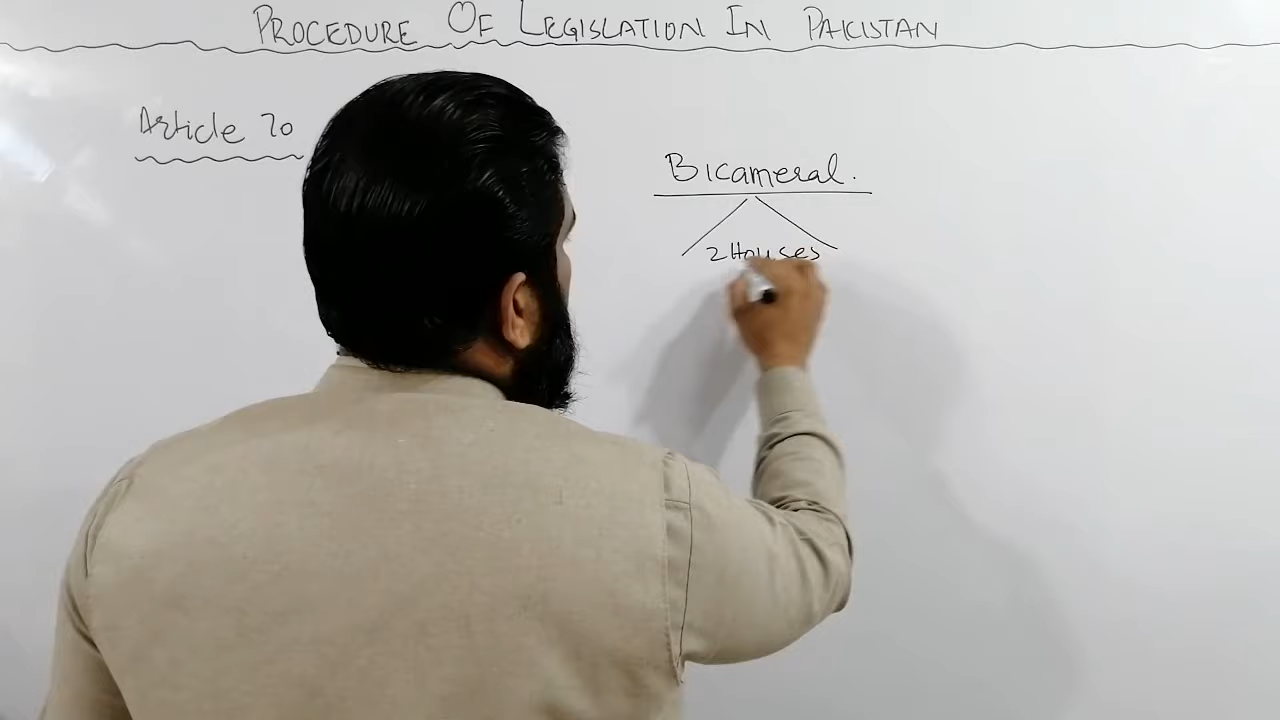 PROCEDURE OF LEGISLATION IN PAKISTAN
Article 70
Bicameral.
2 Houses